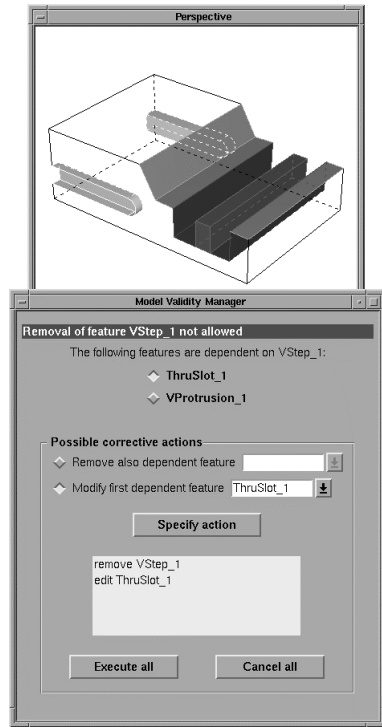 Perspective
Model Validity Manager
Removal of feature VStep_1 not allowed
The following features are dependent on VStep_1:
ThruSlot_1
VProtrusion_1
Possible corrective actions
Remove also dependent feature
Modify first dependent feature ThruSlot_1
Specify action
remove VStep_1
edit ThruSlot_1
Execute all Cancel all